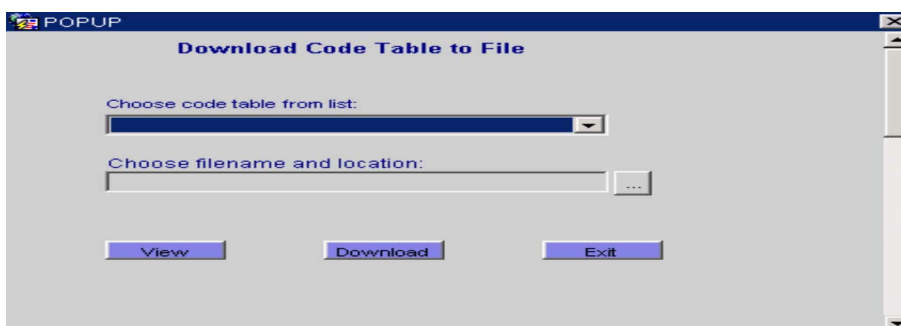 POPUP
Download Code Table to File
Choose code table from list:
Choose filename and location:
...
View Download Exit